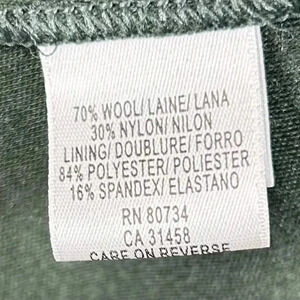 70% WOOL/ LAINE/ LANA
30% NYLON/ NILON
LINING/ DOUBLURE/ FORRO
84% POLYESTER/ POLIESTER
16% SPANDEX/ ELASTANO
RN 80734
CA 31458
CARE ON REVERSE